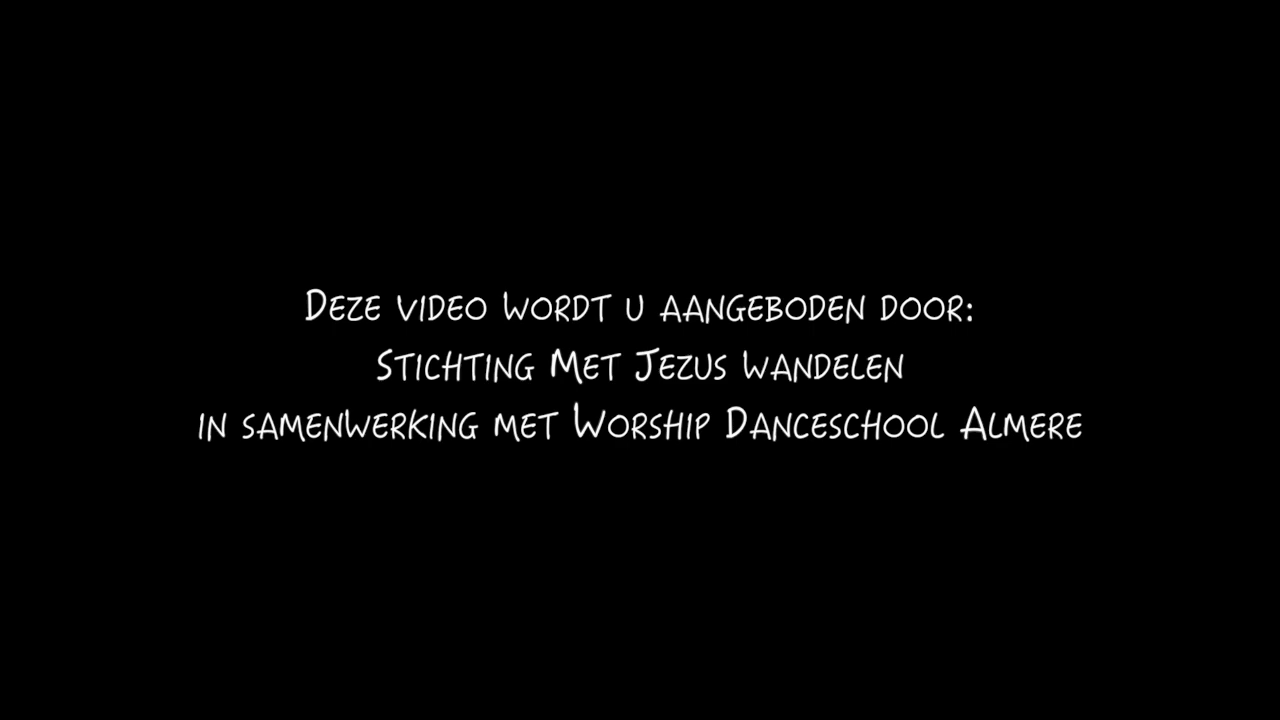 Deze video wordt u aangeboden door:
Stichting Met Jezus wandelen
in samenwerking met Worship Danceschool Almere